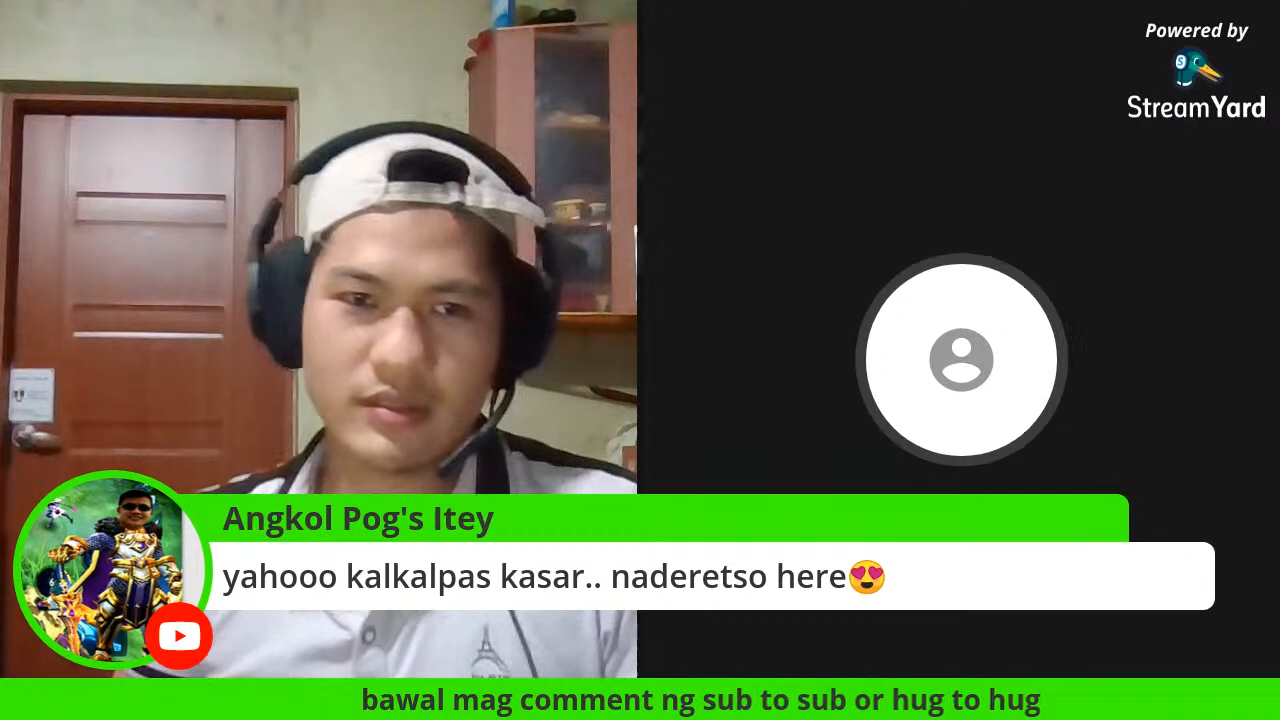 Powered by
StreamYard
Angkol Pog's Itey
yahooo kalkalpas kasar.. naderetso here😍
bawal mag comment ng sub to sub or hug to hug